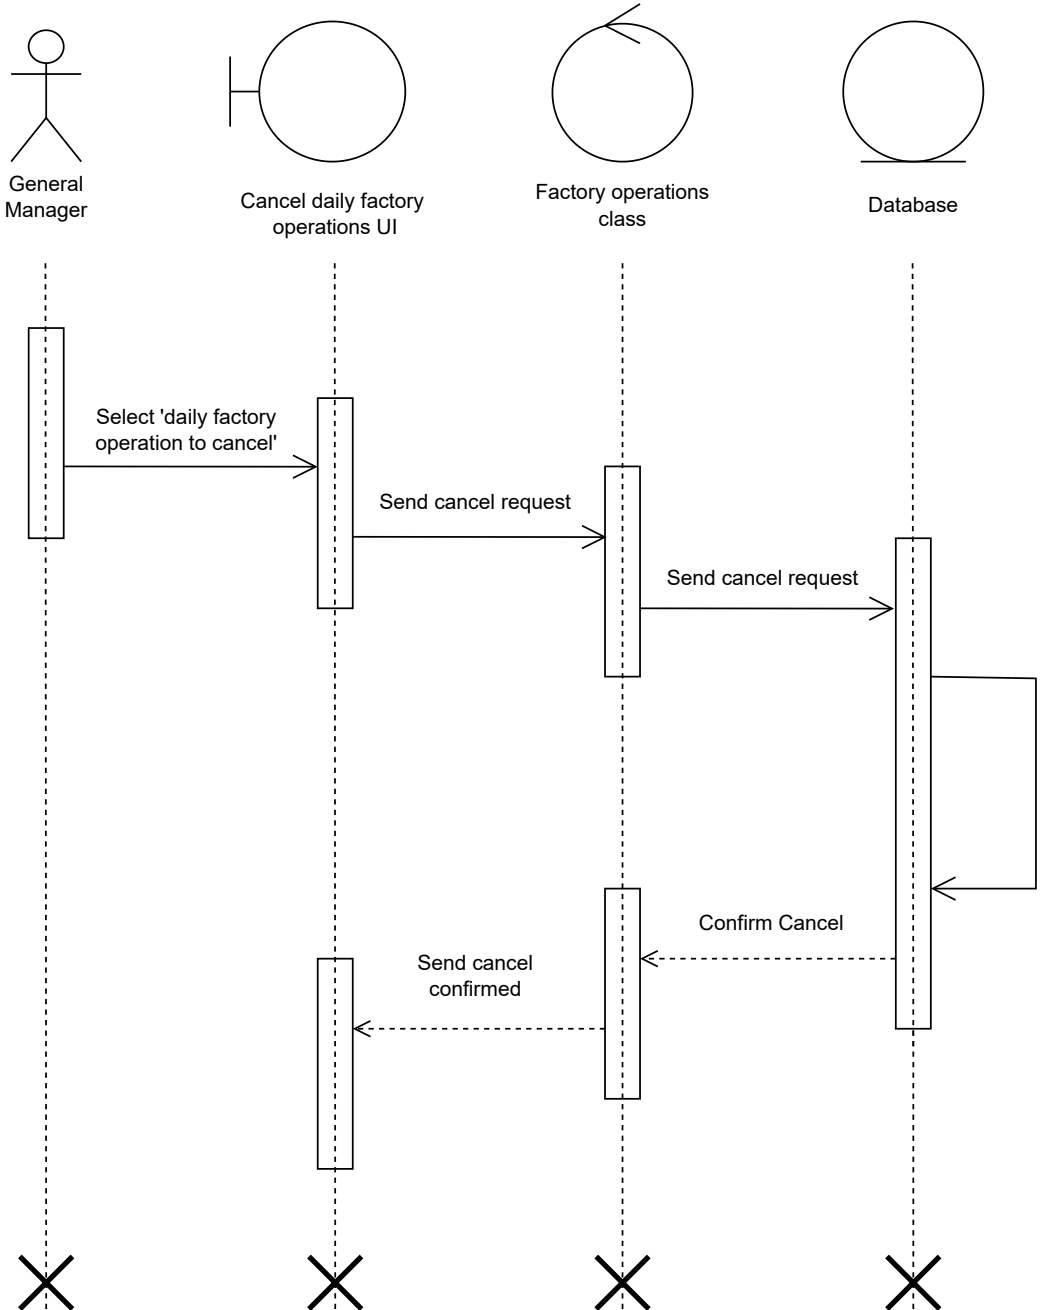 General
Manager
Cancel daily factory
operations UI
Factory operations
class
Database
Select 'daily factory
operation to cancel'
Send cancel request
Send cancel request
Confirm Cancel
Send cancel
confirmed